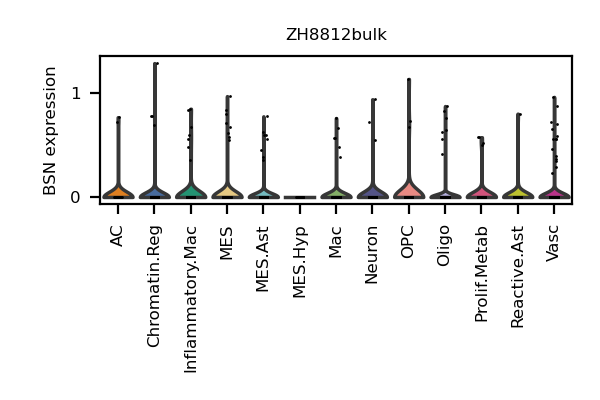 ZH8812bulk
BSN expression
1
0
AC
Chromatin.Reg
Inflammatory.Mac
MES
MES.Ast
MES.Hyp
Mac
Neuron
OPC
Oligo
Prolif.Metab
Reactive.Ast
Vasc